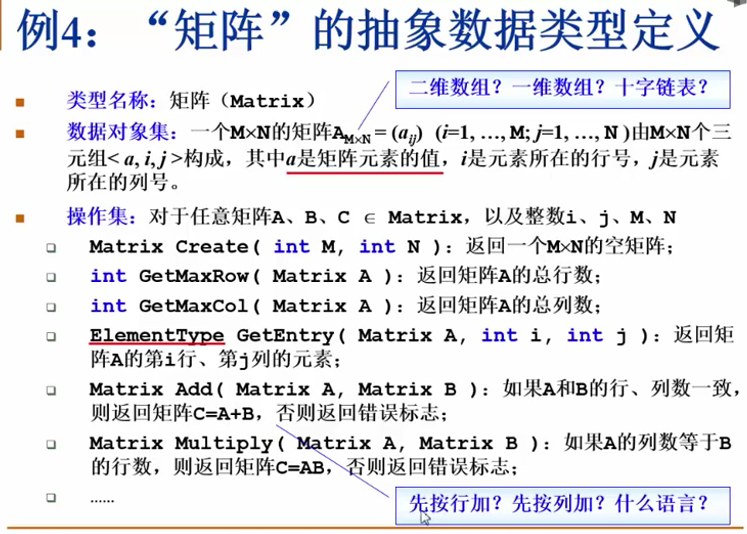 例4：“矩阵”的抽象数据类型定义
二维数组？一维数组？十字链表？
类型名称：矩阵（Matrix）
数据对象集：一个M×N的矩阵A_{M×N} = (a_{ij}) (i=1, …, M; j=1, …, N )由M×N个三
元组< a, i, j >构成，其中a是矩阵元素的值，i是元素所在的行号，j是元素
所在的列号。
操作集：对于任意矩阵A、B、C ∈ Matrix，以及整数i、j、M、N
Matrix Create( int M, int N )：返回一个M×N的空矩阵；
int GetMaxRow( Matrix A )：返回矩阵A的总行数；
int GetMaxCol( Matrix A )：返回矩阵A的总列数；
ElementType GetEntry( Matrix A, int i, int j )：返回矩
阵A的第i行、第j列的元素；
Matrix Add( Matrix A, Matrix B )：如果A和B的行、列数一致，
则返回矩阵C=A+B，否则返回错误标志；
Matrix Multiply( Matrix A, Matrix B )：如果A的列数等于B
的行数，则返回矩阵C=AB，否则返回错误标志；
……
先按行加？先按列加？什么语言？